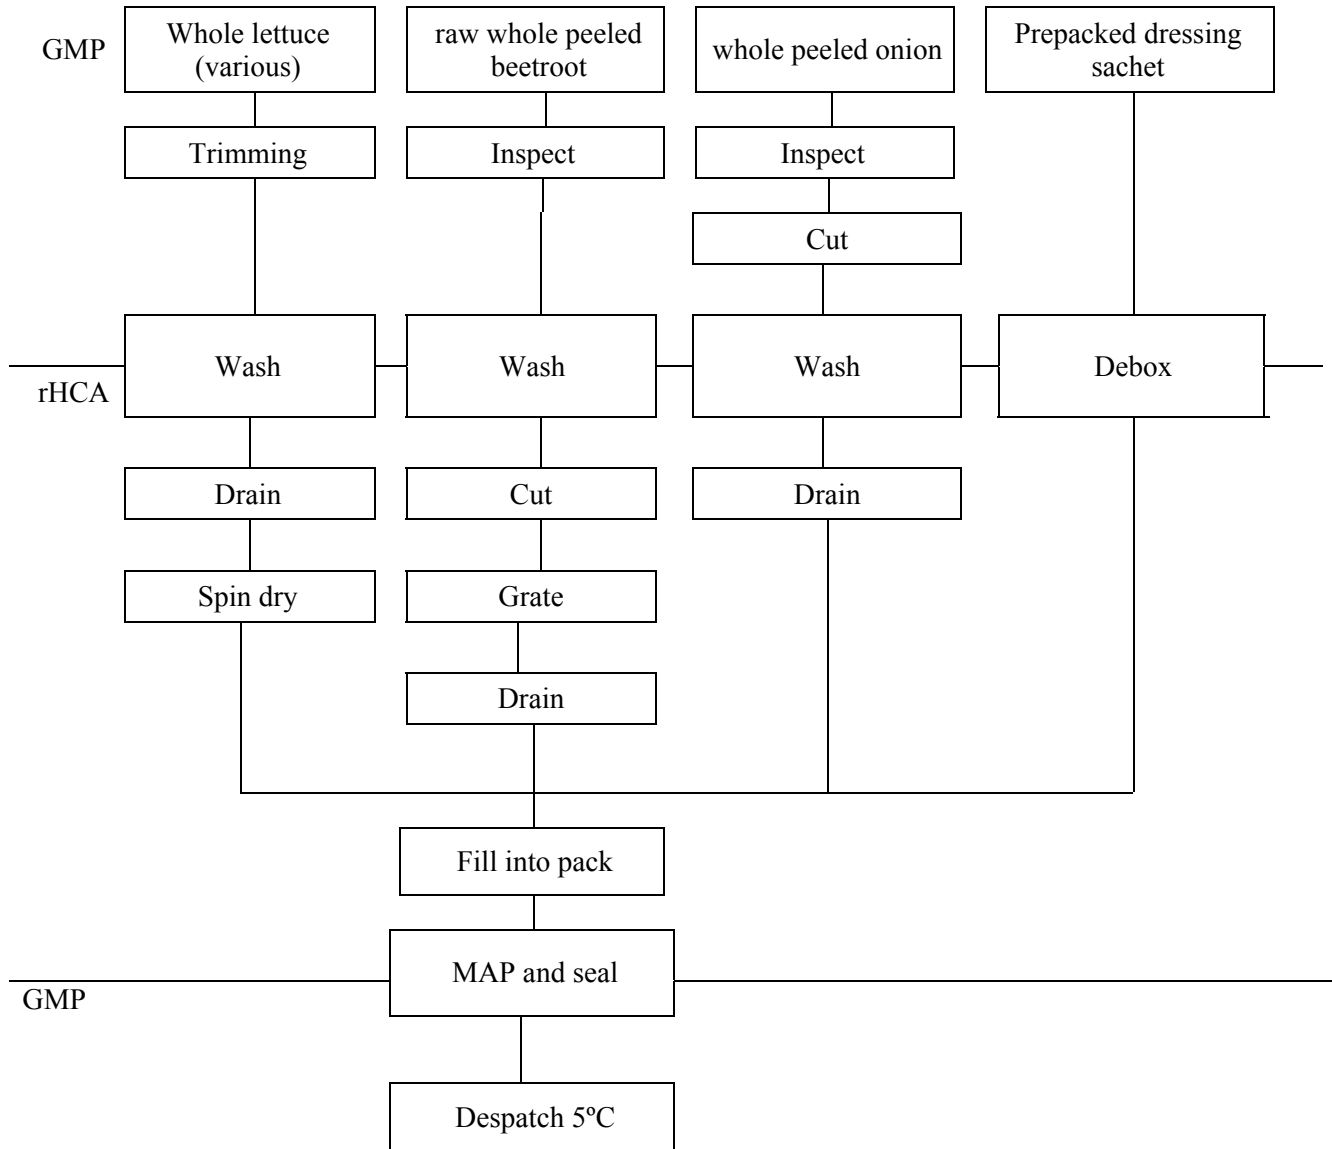 GMP
Whole lettuce
(various)
raw whole peeled
beetroot
whole peeled onion
Prepacked dressing
sachet
Trimming
Inspect
Inspect
Cut
Wash
Wash
Wash
Debox
rHCA
Drain
Cut
Drain
Spin dry
Grate
Drain
Fill into pack
MAP and seal
GMP
Despatch 5ºC